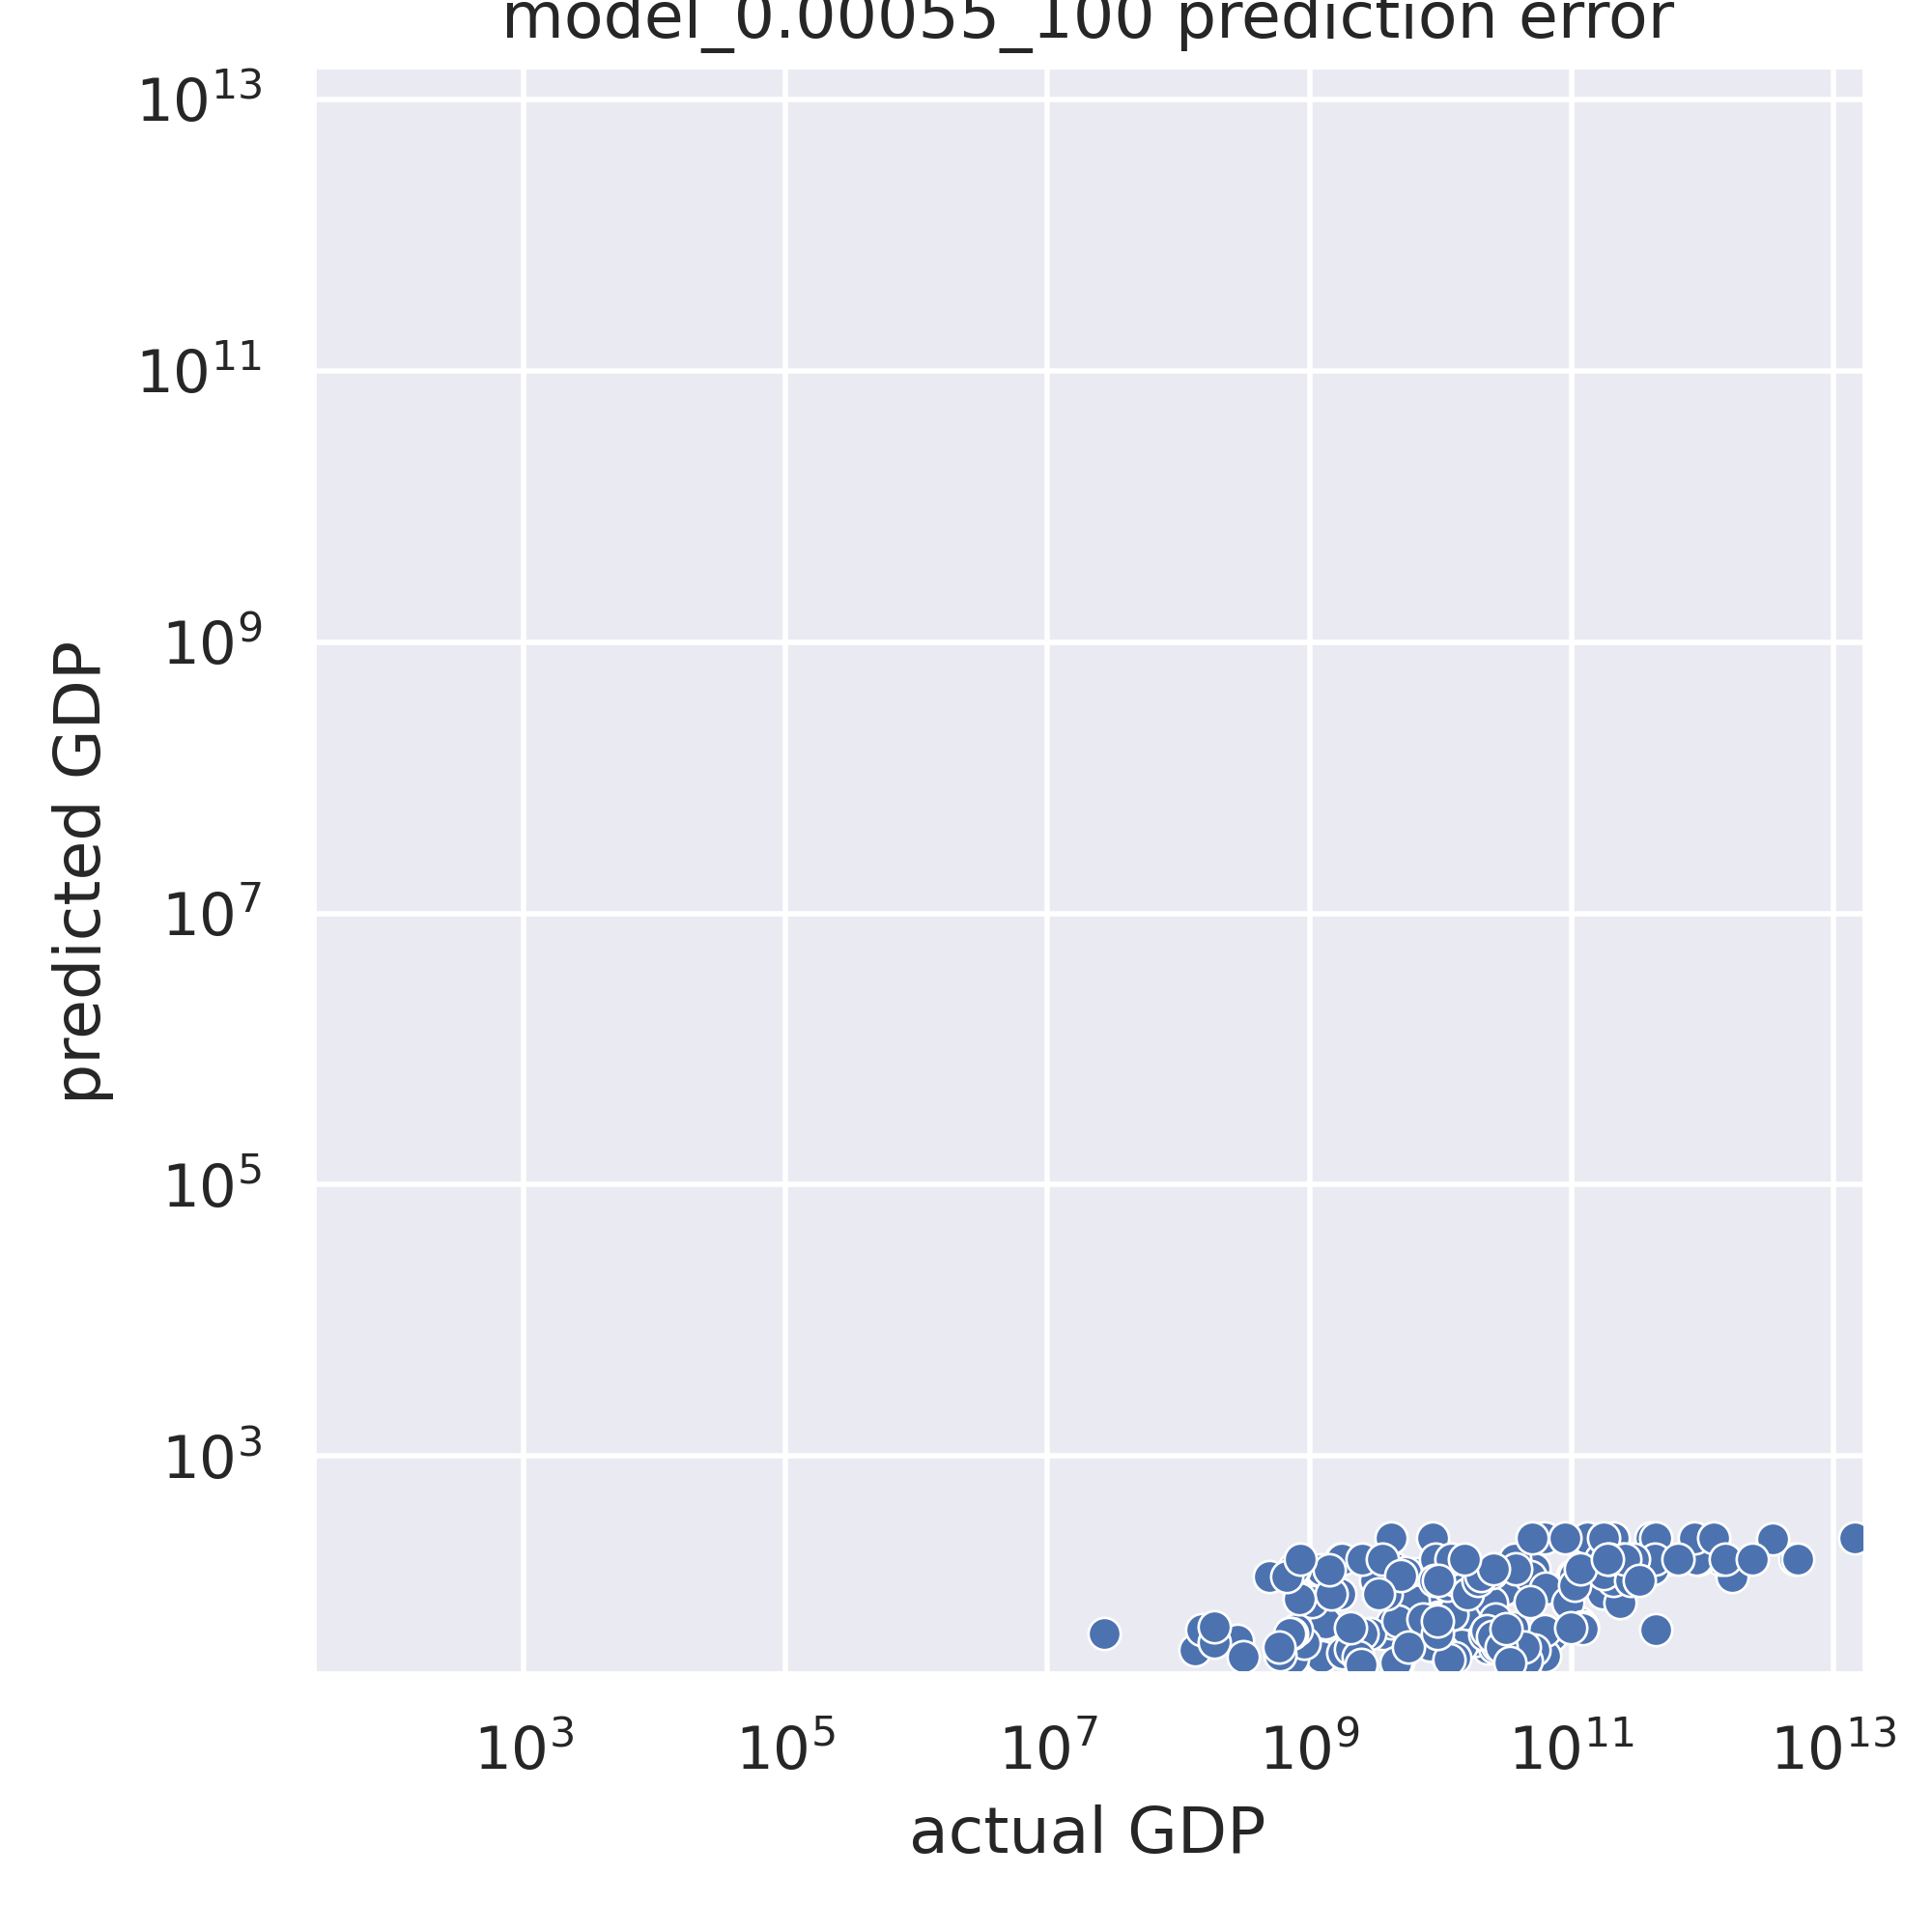 model_0.00055_100 prediction error
10¹³
10¹¹
10⁹
10⁷
10⁵
10³
predicted GDP
10³ 10⁵ 10⁷ 10⁹ 10¹¹ 10¹³
actual GDP